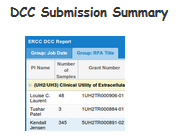 DCC Submission Summary
ERCC DCC Report
Group: Job Date Group: RFA Title
PI Name Number of Samples Grant Number
(UH2/UH3) Clinical Utility of Extracellula
Louise C. Laurent 48 1UH2TR000906-01
Tushar Patel 3 1UH2TR000884-01
Kendall Jensen 345 5UH2TR000891-02